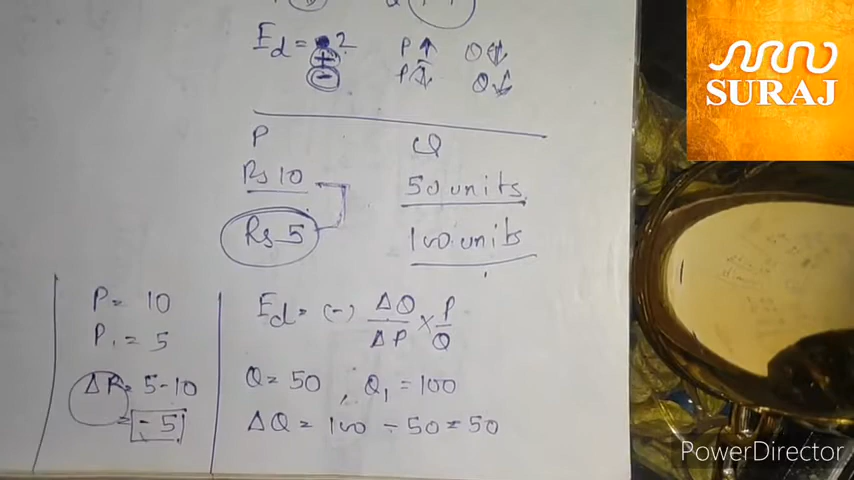 Ed = 2 P↑ Q↓
+ P↓ Q↓
-
P Q
Rs 10 50 units
Rs 5 100 units
P = 10
P₁ = 5
ΔP = 5-10
= -5
Ed = (-) ΔQ/ΔP × P/Q
Q = 50 , Q₁ = 100
ΔQ = 100 - 50 = 50
SURAJ
PowerDirector